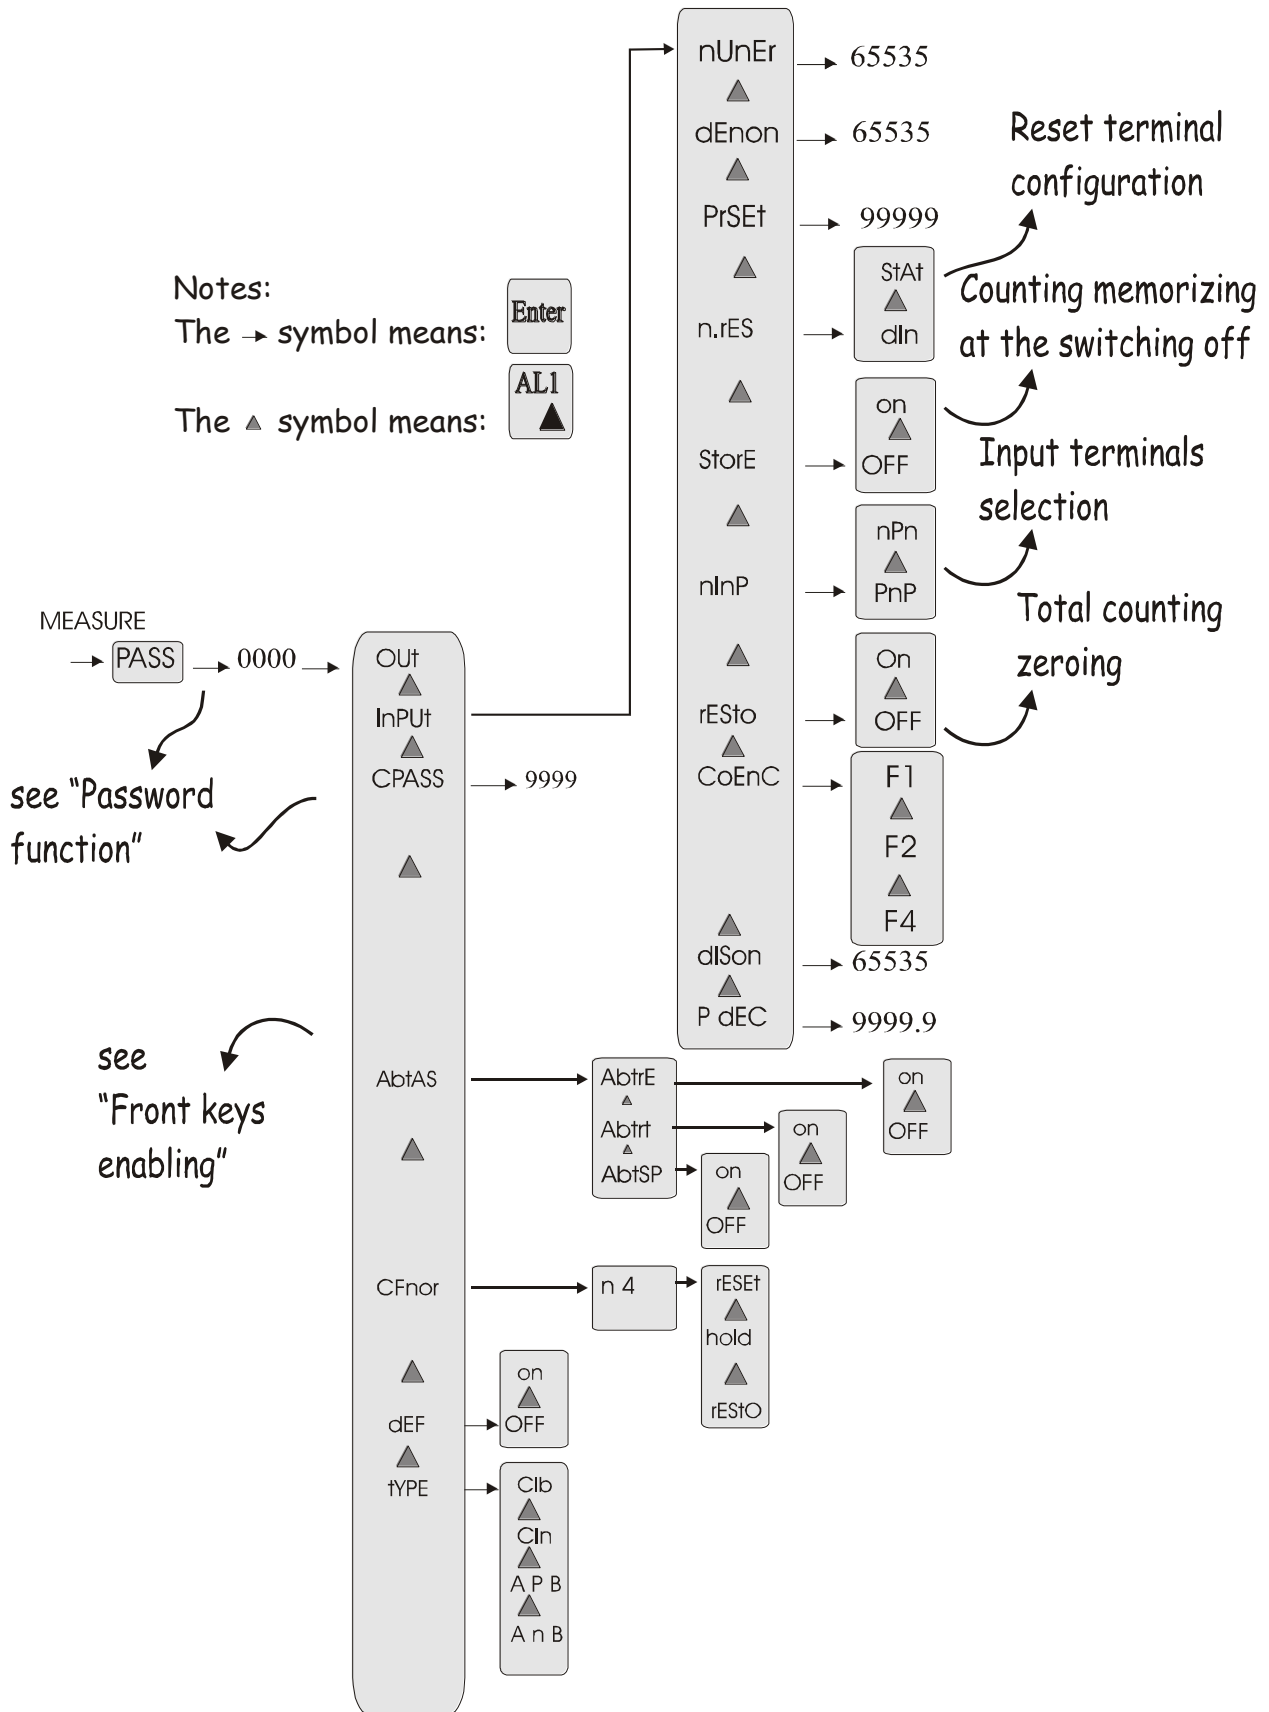 nUnEr
65535
dEnon
65535
Reset terminal
configuration
PrSEt
99999
StAt
dIn
n.rES
Notes:
The → symbol means:
Enter
The ▲ symbol means:
AL1
Counting memorizing
at the switching off
on
OFF
StorE
Input terminals
selection
nPn
PnP
nInP
Total counting
zeroing
On
OFF
rESto
CoEnC
F1
F2
F4
dISon
65535
P dEC
9999.9
MEASURE
PASS
0000
OUt
InPUt
CPASS
9999
see "Password
function"
see
"Front keys
enabling"
AbtAS
AbtrE
Abtrt
AbtSP
on
OFF
on
OFF
on
OFF
CFnor
n 4
rESEt
hold
rEStO
dEF
on
OFF
tYPE
CIb
CIn
A P B
A n B